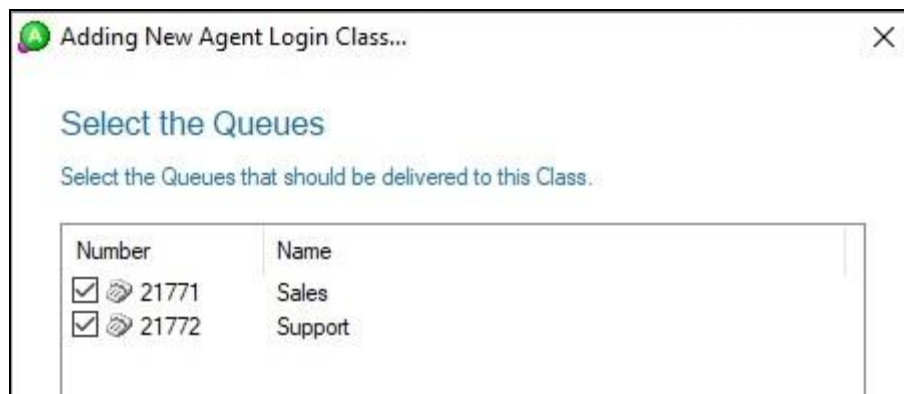 Adding New Agent Login Class...
Select the Queues
Select the Queues that should be delivered to this Class.
Number Name
21771 Sales
21772 Support